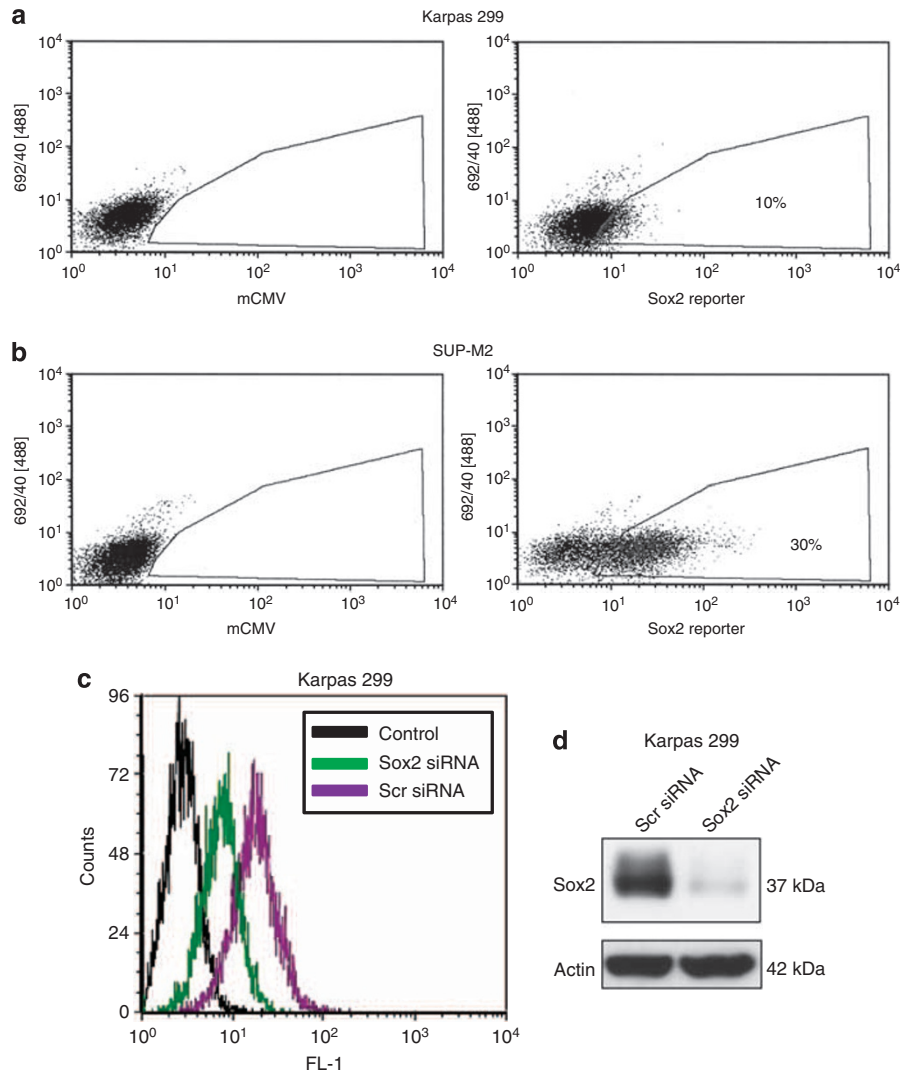 a
Karpas 299
692/40 [488]
10⁴
10³
10²
10¹
10⁰
10⁰ 10¹ 10² 10³ 10⁴
mCMV
692/40 [488]
10⁴
10³
10²
10¹
10⁰
10%
10⁰ 10¹ 10² 10³ 10⁴
Sox2 reporter
b
SUP-M2
692/40 [488]
10⁴
10³
10²
10¹
10⁰
10⁰ 10¹ 10² 10³ 10⁴
mCMV
692/40 [488]
10⁴
10³
10²
10¹
10⁰
30%
10⁰ 10¹ 10² 10³ 10⁴
Sox2 reporter
c
Karpas 299
Counts
96
72
48
24
0
Control
Sox2 siRNA
Scr siRNA
10⁰ 10¹ 10² 10³ 10⁴
FL-1
d
Karpas 299
Scr siRNA
Sox2 siRNA
Sox2 37 kDa
Actin 42 kDa